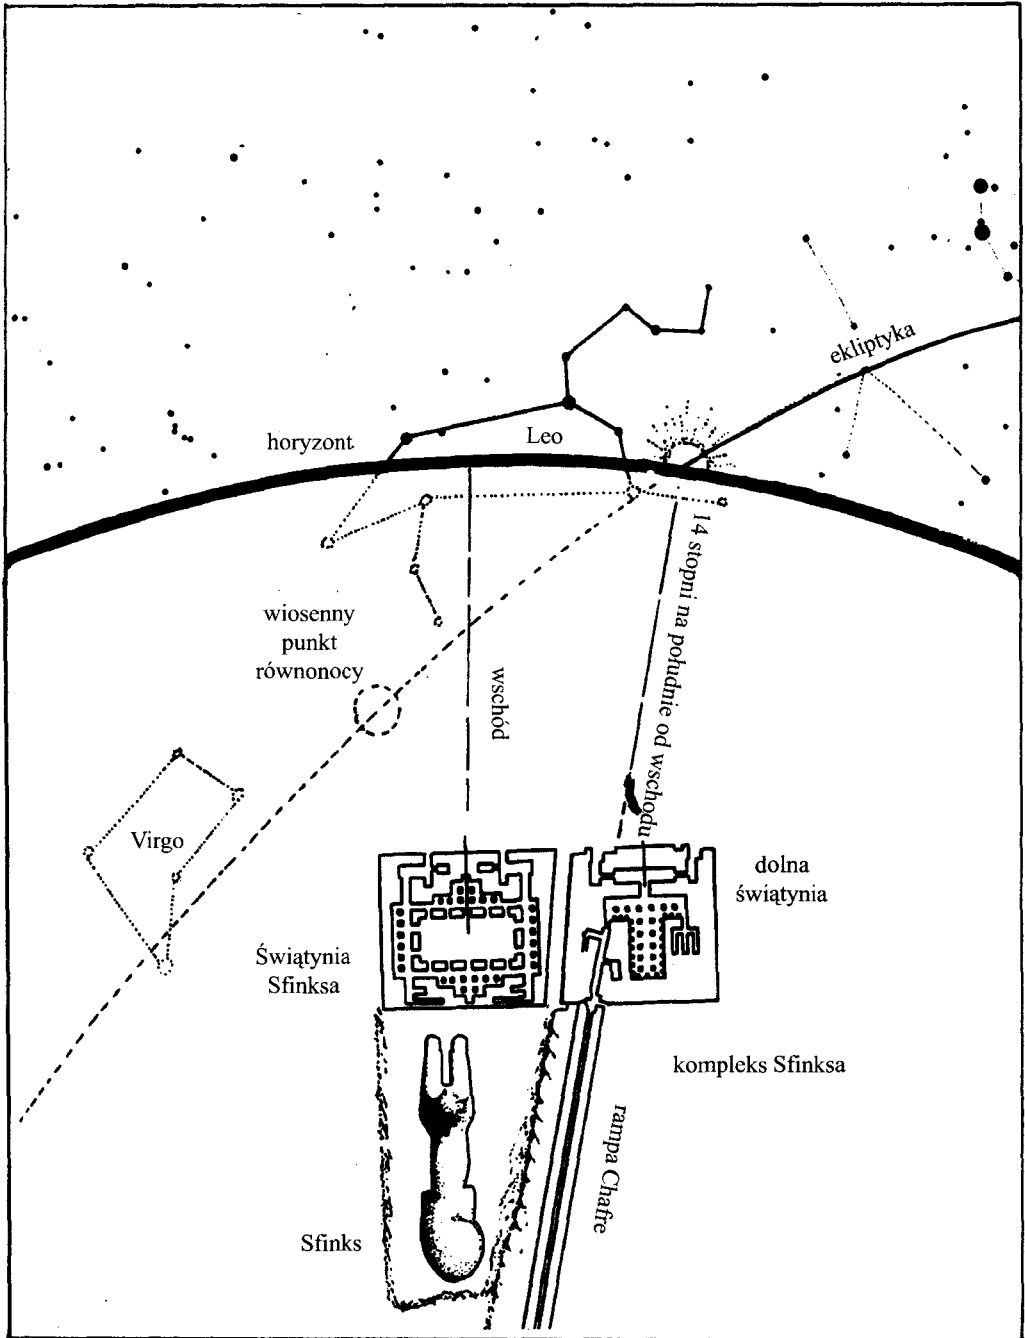 ekliptyka
horyzont
Leo
14 stopni na południe od wschodu
wiosenny
punkt
równonocy
wschód
Virgo
dolna
świątynia
Świątynia
Sfinksa
kompleks Sfinksa
rampa Chafre
Sfinks